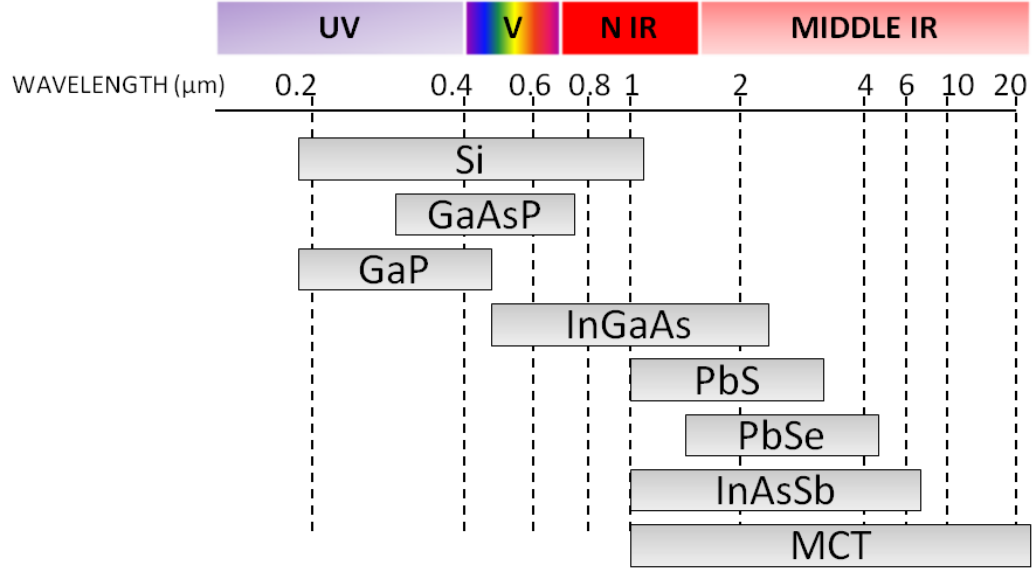 UV V N IR MIDDLE IR
WAVELENGTH (µm) 0.2 0.4 0.6 0.8 1 2 4 6 10 20
Si
GaAsP
GaP
InGaAs
PbS
PbSe
InAsSb
MCT